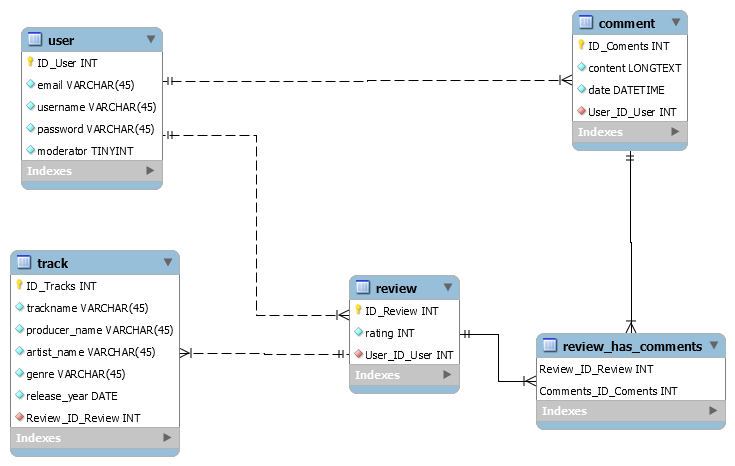 user
ID_User INT
email VARCHAR(45)
username VARCHAR(45)
password VARCHAR(45)
moderator TINYINT
Indexes
comment
ID_Coments INT
content LONGTEXT
date DATETIME
User_ID_User INT
Indexes
track
ID_Tracks INT
trackname VARCHAR(45)
producer_name VARCHAR(45)
artist_name VARCHAR(45)
genre VARCHAR(45)
release_year DATE
Review_ID_Review INT
Indexes
review
ID_Review INT
rating INT
User_ID_User INT
Indexes
review_has_comments
Review_ID_Review INT
Comments_ID_Coments INT
Indexes